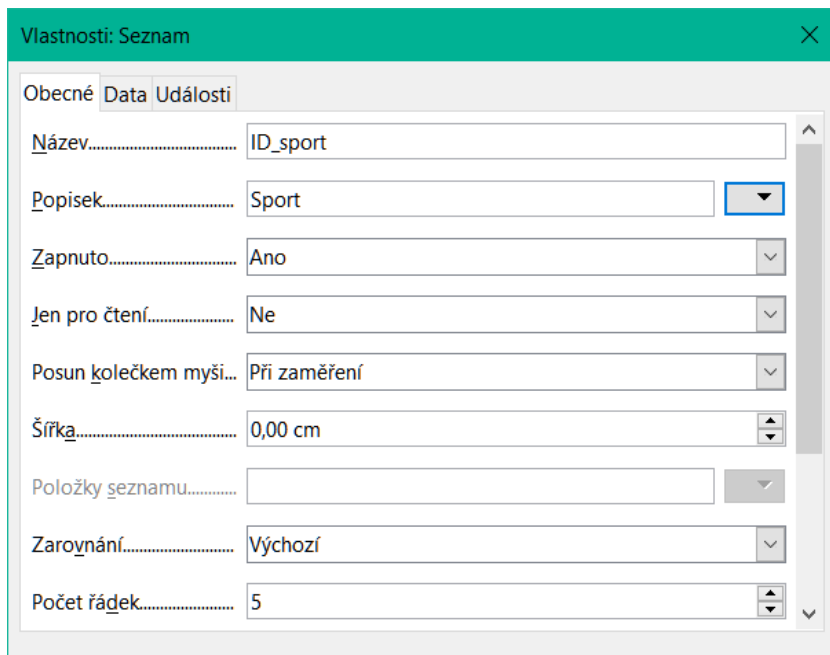 Vlastnosti: Seznam
Obecné Data Události
Název.................................... ID_sport
Popisek................................ Sport
Zapnuto............................... Ano
Jen pro čtení..................... Ne
Posun kolečkem myši... Při zaměření
Šířka....................................... 0,00 cm
Položky seznamu............
Zarovnání........................... Výchozí
Počet řádek....................... 5